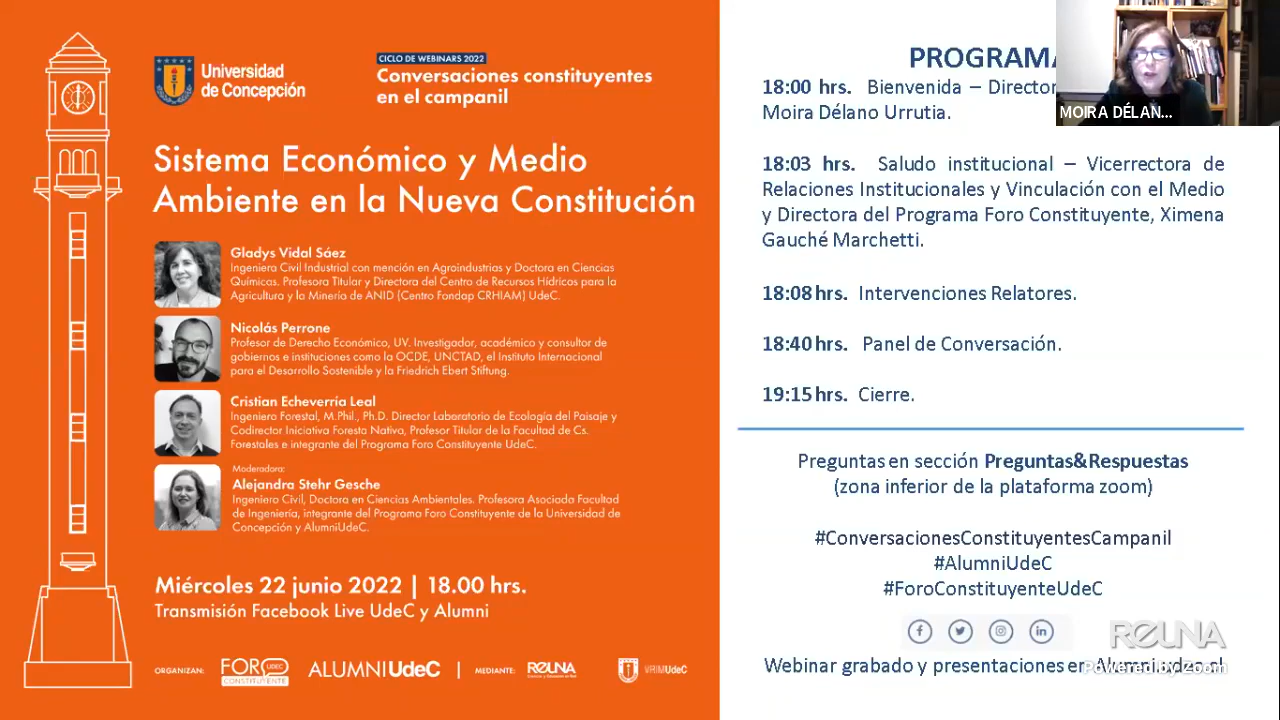 Universidad
de Concepción
CICLO DE WEBINARS 2022
Conversaciones constituyentes
en el campanil
Sistema Económico y Medio
Ambiente en la Nueva Constitución
Gladys Vidal Sáez
Ingeniera Civil Industrial con mención en Agroindustrias y Doctora en Ciencias
Químicas. Profesora Titular y Directora del Centro de Recursos Hídricos para la
Agricultura y la Minería de ANID (Centro Fondap CRHIAM) UdeC.
Nicolás Perrone
Profesor de Derecho Económico, UV. Investigador, académico y consultor de
gobiernos e instituciones como la OCDE, UNCTAD, el Instituto Internacional
para el Desarrollo Sostenible y la Friedrich Ebert Stiftung.
Cristian Echeverría Leal
Ingeniero Forestal, M.Phil., Ph.D. Director Laboratorio de Ecología del Paisaje y
Codirector Iniciativa Foresta Nativa, Profesor Titular de la Facultad de Cs.
Forestales e integrante del Programa Foro Constituyente UdeC.
Moderadora:
Alejandra Stehr Gesche
Ingeniera Civil, Doctora en Ciencias Ambientales. Profesora Asociada Facultad
de Ingeniería, integrante del Programa Foro Constituyente de la Universidad de
Concepción y AlumniUdeC.
Miércoles 22 junio 2022 | 18.00 hrs.
Transmisión Facebook Live UdeC y Alumni
ORGANIZAN:
FORO UDEC
CONSTITUYENTE
ALUMNI UdeC
MEDIANTE:
REUNA
VRIM UdeC
PROGRAMA
18:00 hrs. Bienvenida – Director
Moira Délano Urrutia.
MOIRA DÉLAN...
18:03 hrs. Saludo institucional – Vicerrectora de
Relaciones Institucionales y Vinculación con el Medio
y Directora del Programa Foro Constituyente, Ximena
Gauché Marchetti.
18:08 hrs. Intervenciones Relatores.
18:40 hrs. Panel de Conversación.
19:15 hrs. Cierre.
Preguntas en sección Preguntas&Respuestas
(zona inferior de la plataforma zoom)
#ConversacionesConstituyentesCampanil
#AlumniUdeC
#ForoConstituyenteUdeC
REUNA
Webinar grabado y presentaciones en
Powered by Zoom